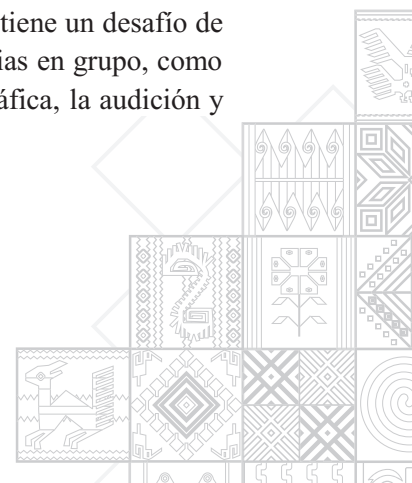 tiene un desafío de
ias en grupo, como
áfica, la audición y